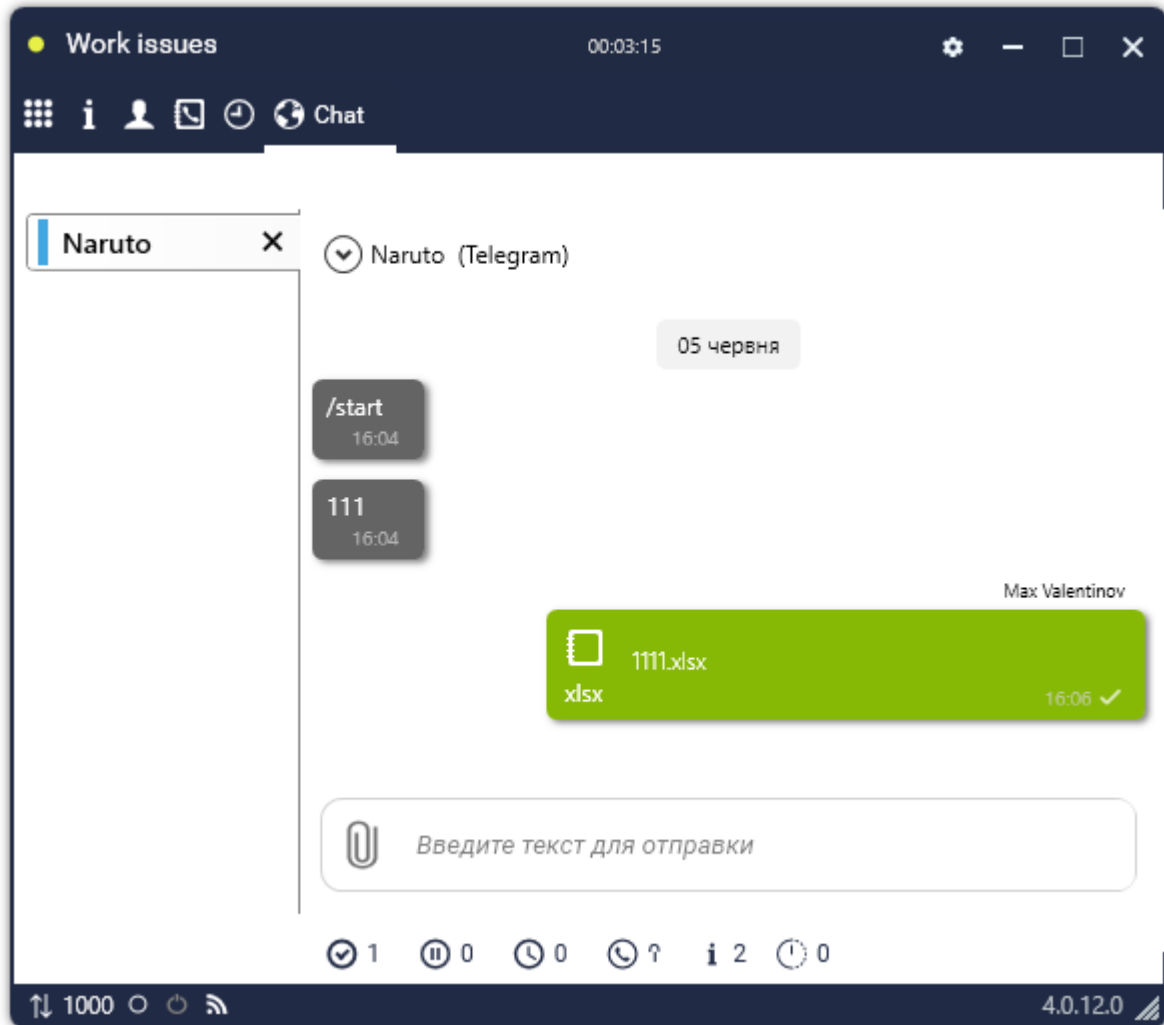 Work issues 00:03:15
Chat
Naruto
Naruto (Telegram)
05 червня
/start
16:04
111
16:04
Max Valentinov
1111.xlsx
xlsx
16:06
Введите текст для отправки
1 0 0 ? 2 0
1000 4.0.12.0